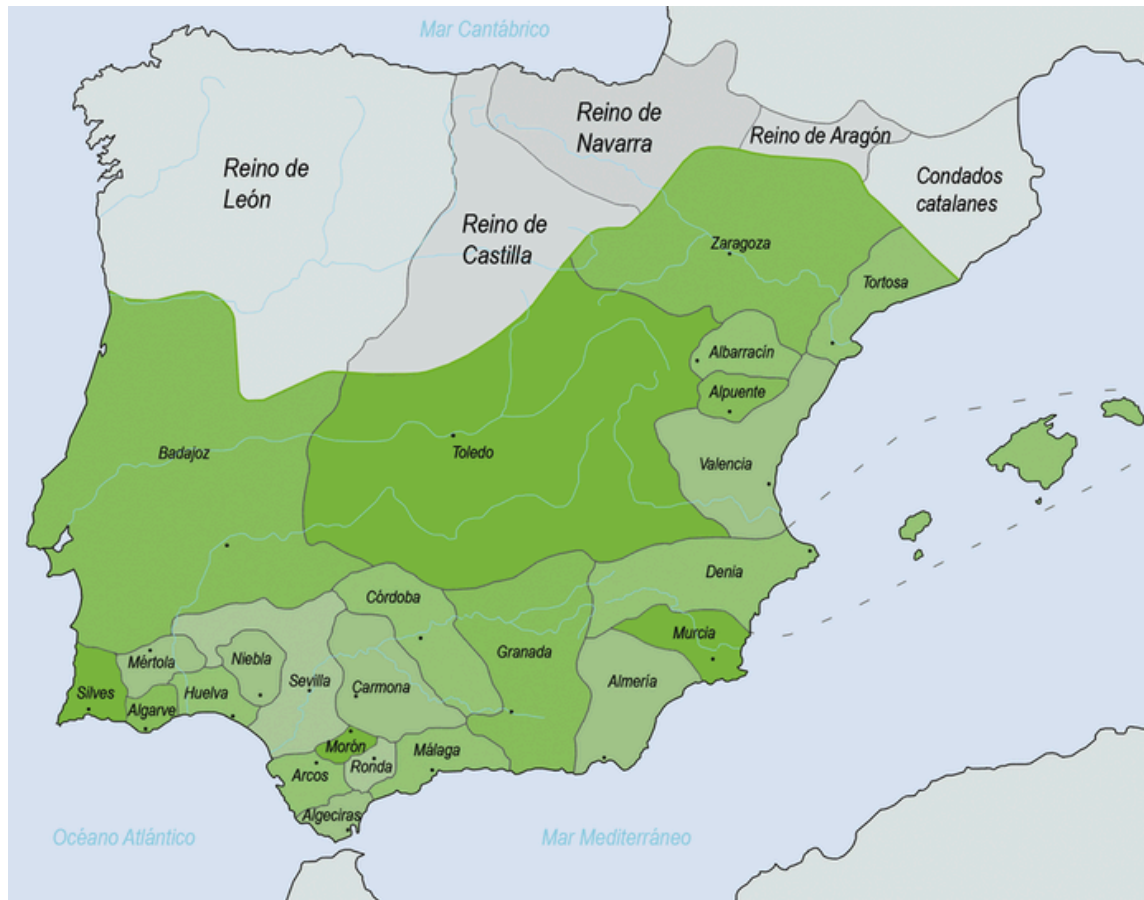 Mar Cantábrico
Reino de
Navarra
Reino de Aragón
Reino de
León
Condados
catalanes
Reino de
Castilla
Zaragoza
Tortosa
Albarracín
Alpuente
Badajoz
Toledo
Valencia
Denia
Córdoba
Murcia
Granada
Mértola
Niebla
Sevilla
Carmona
Almería
Silves
Algarve
Huelva
Morón
Málaga
Ronda
Arcos
Algeciras
Océano Atlántico
Mar Mediterráneo